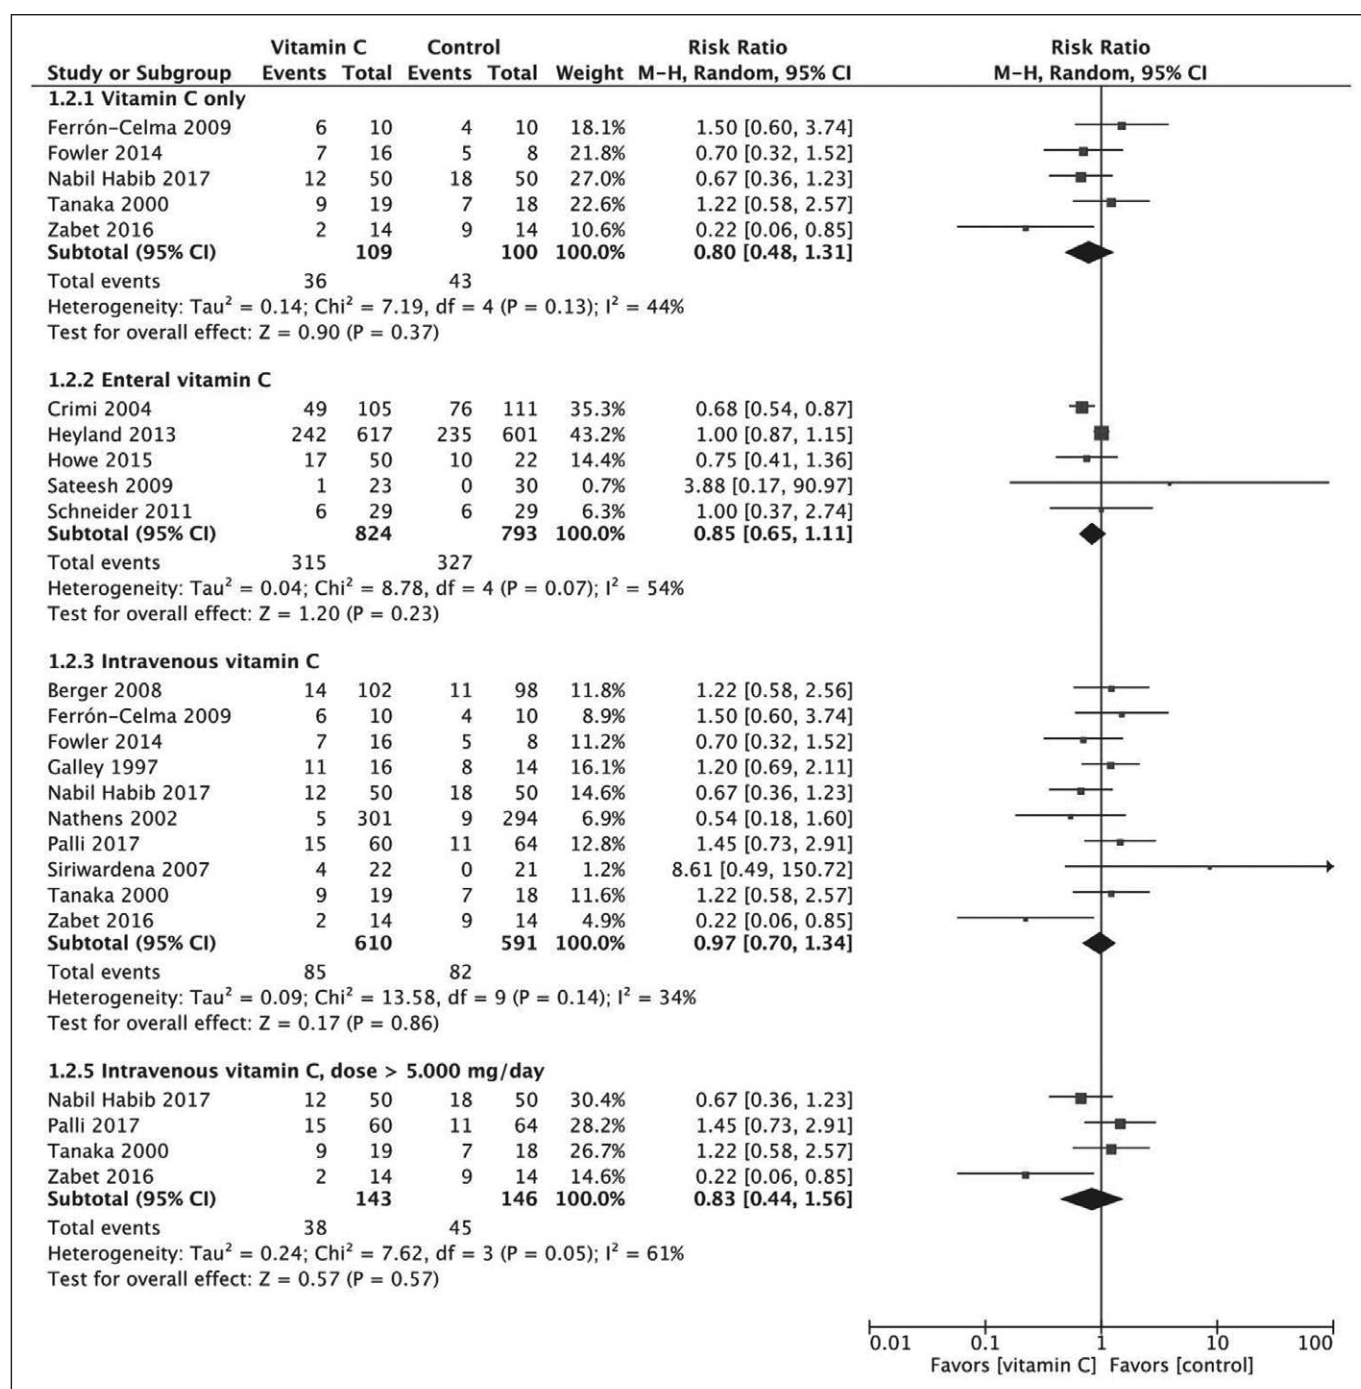 Vitamin C Control Risk Ratio Risk Ratio
Study or Subgroup Events Total Events Total Weight M-H, Random, 95% CI M-H, Random, 95% CI
1.2.1 Vitamin C only
Ferrón-Celma 2009 6 10 4 10 18.1% 1.50 [0.60, 3.74]
Fowler 2014 7 16 5 8 21.8% 0.70 [0.32, 1.52]
Nabil Habib 2017 12 50 18 50 27.0% 0.67 [0.36, 1.23]
Tanaka 2000 9 19 7 18 22.6% 1.22 [0.58, 2.57]
Zabet 2016 2 14 9 14 10.6% 0.22 [0.06, 0.85]
Subtotal (95% CI) 109 100 100.0% 0.80 [0.48, 1.31]
Total events 36 43
Heterogeneity: Tau² = 0.14; Chi² = 7.19, df = 4 (P = 0.13); I² = 44%
Test for overall effect: Z = 0.90 (P = 0.37)
1.2.2 Enteral vitamin C
Crimi 2004 49 105 76 111 35.3% 0.68 [0.54, 0.87]
Heyland 2013 242 617 235 601 43.2% 1.00 [0.87, 1.15]
Howe 2015 17 50 10 22 14.4% 0.75 [0.41, 1.36]
Sateesh 2009 1 23 0 30 0.7% 3.88 [0.17, 90.97]
Schneider 2011 6 29 6 29 6.3% 1.00 [0.37, 2.74]
Subtotal (95% CI) 824 793 100.0% 0.85 [0.65, 1.11]
Total events 315 327
Heterogeneity: Tau² = 0.04; Chi² = 8.78, df = 4 (P = 0.07); I² = 54%
Test for overall effect: Z = 1.20 (P = 0.23)
1.2.3 Intravenous vitamin C
Berger 2008 14 102 11 98 11.8% 1.22 [0.58, 2.56]
Ferrón-Celma 2009 6 10 4 10 8.9% 1.50 [0.60, 3.74]
Fowler 2014 7 16 5 8 11.2% 0.70 [0.32, 1.52]
Galley 1997 11 16 8 14 16.1% 1.20 [0.69, 2.11]
Nabil Habib 2017 12 50 18 50 14.6% 0.67 [0.36, 1.23]
Nathens 2002 5 301 9 294 6.9% 0.54 [0.18, 1.60]
Palli 2017 15 60 11 64 12.8% 1.45 [0.73, 2.91]
Siriwardena 2007 4 22 0 21 1.2% 8.61 [0.49, 150.72]
Tanaka 2000 9 19 7 18 11.6% 1.22 [0.58, 2.57]
Zabet 2016 2 14 9 14 4.9% 0.22 [0.06, 0.85]
Subtotal (95% CI) 610 591 100.0% 0.97 [0.70, 1.34]
Total events 85 82
Heterogeneity: Tau² = 0.09; Chi² = 13.58, df = 9 (P = 0.14); I² = 34%
Test for overall effect: Z = 0.17 (P = 0.86)
1.2.5 Intravenous vitamin C, dose > 5.000 mg/day
Nabil Habib 2017 12 50 18 50 30.4% 0.67 [0.36, 1.23]
Palli 2017 15 60 11 64 28.2% 1.45 [0.73, 2.91]
Tanaka 2000 9 19 7 18 26.7% 1.22 [0.58, 2.57]
Zabet 2016 2 14 9 14 14.6% 0.22 [0.06, 0.85]
Subtotal (95% CI) 143 146 100.0% 0.83 [0.44, 1.56]
Total events 38 45
Heterogeneity: Tau² = 0.24; Chi² = 7.62, df = 3 (P = 0.05); I² = 61%
Test for overall effect: Z = 0.57 (P = 0.57)
0.01 0.1 1 10 100
Favors [vitamin C] Favors [control]